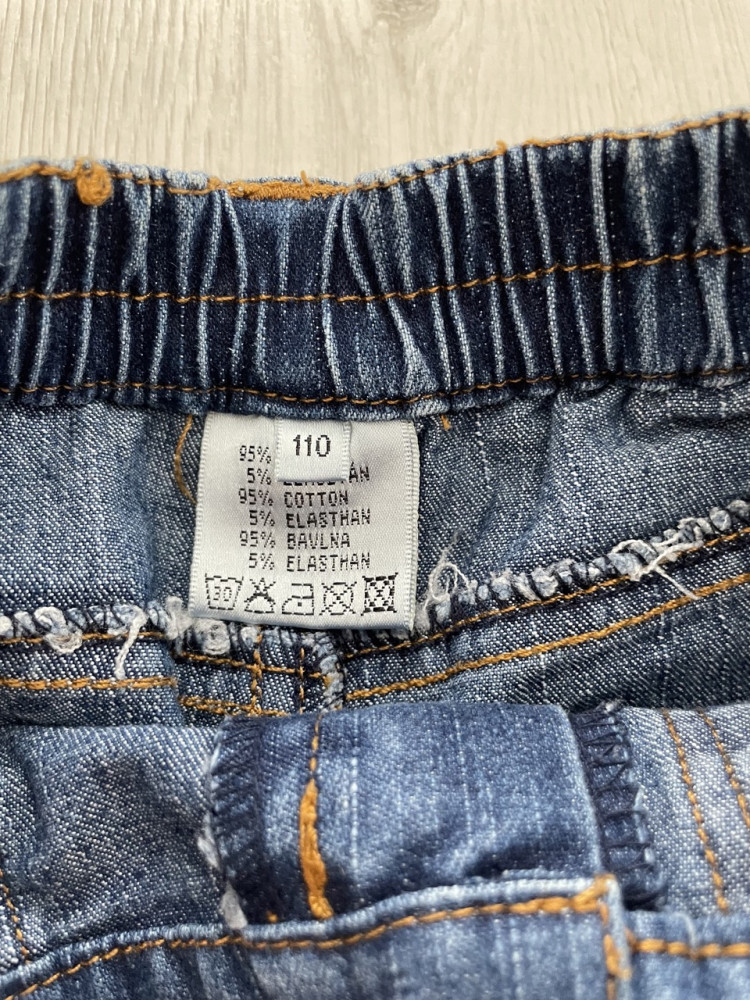 110
95%
5%
95% COTTON
5% ELASTHAN
95% BAVLNA
5% ELASTHAN
30